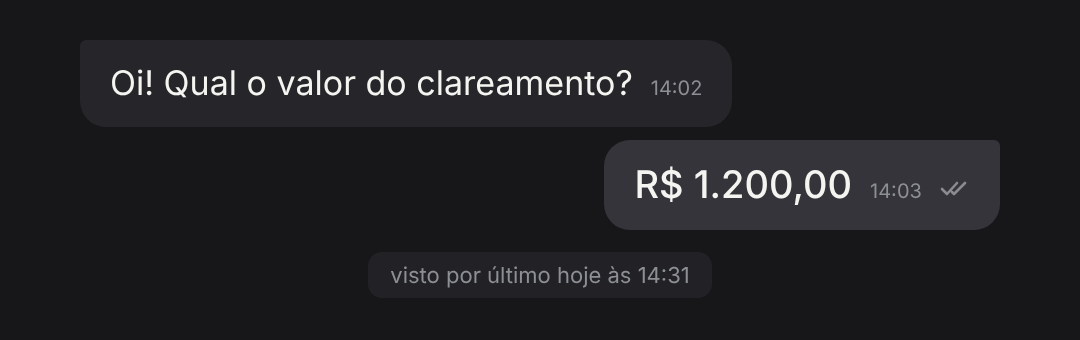 Oi! Qual o valor do clareamento? 14:02
R$ 1.200,00 14:03
visto por último hoje às 14:31